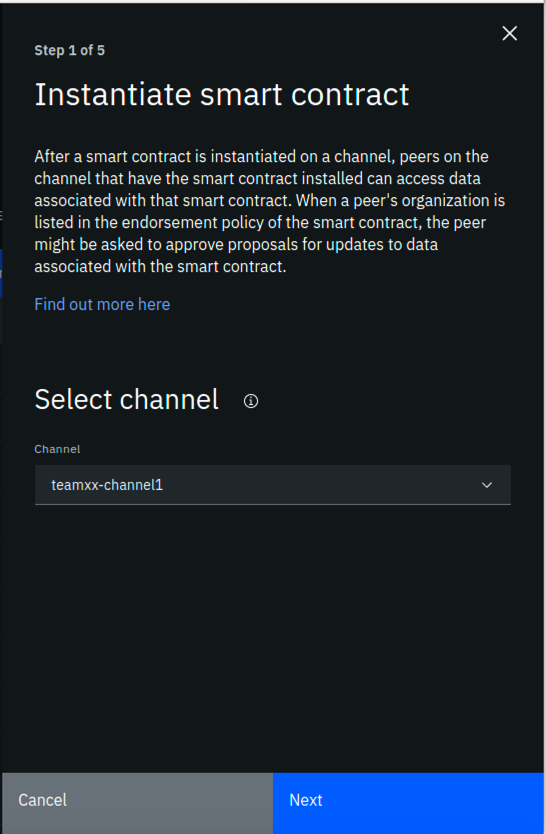 Step 1 of 5
Instantiate smart contract
After a smart contract is instantiated on a channel, peers on the
channel that have the smart contract installed can access data
associated with that smart contract. When a peer's organization is
listed in the endorsement policy of the smart contract, the peer
might be asked to approve proposals for updates to data
associated with the smart contract.
Find out more here
Select channel
Channel
teamxx-channel1
Cancel
Next